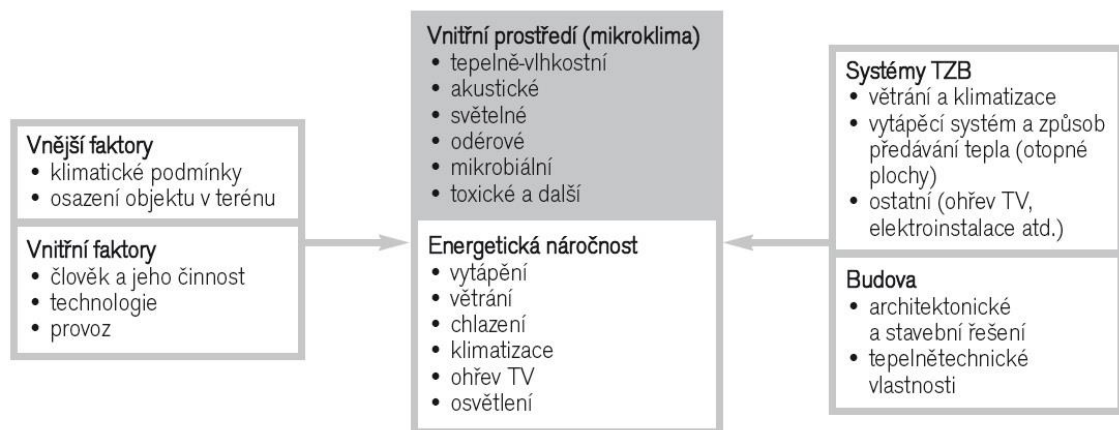 Vnější faktory
• klimatické podmínky
• osazení objektu v terénu
Vnitřní faktory
• člověk a jeho činnost
• technologie
• provoz
Vnitřní prostředí (mikroklima)
• tepelně-vlhkostní
• akustické
• světelné
• odérové
• mikrobiální
• toxické a další
Energetická náročnost
• vytápění
• větrání
• chlazení
• klimatizace
• ohřev TV
• osvětlení
Systémy TZB
• větrání a klimatizace
• vytápěcí systém a způsob
předávání tepla (otopné
plochy)
• ostatní (ohřev TV,
elektroinstalace atd.)
Budova
• architektonické
a stavební řešení
• tepelnětechnické
vlastnosti